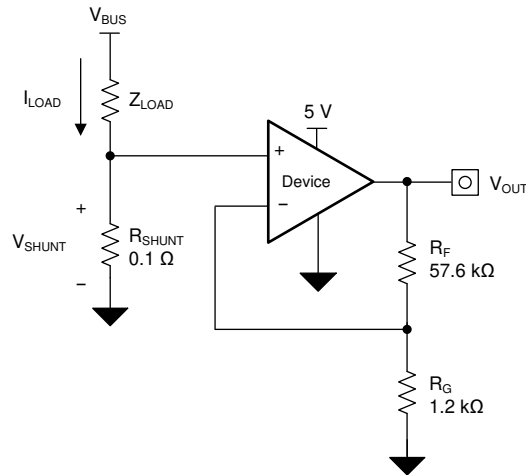 V_BUS
I_LOAD
Z_LOAD
5 V
+
Device
−
V_OUT
+
V_SHUNT
−
R_SHUNT
0.1 Ω
R_F
57.6 kΩ
R_G
1.2 kΩ